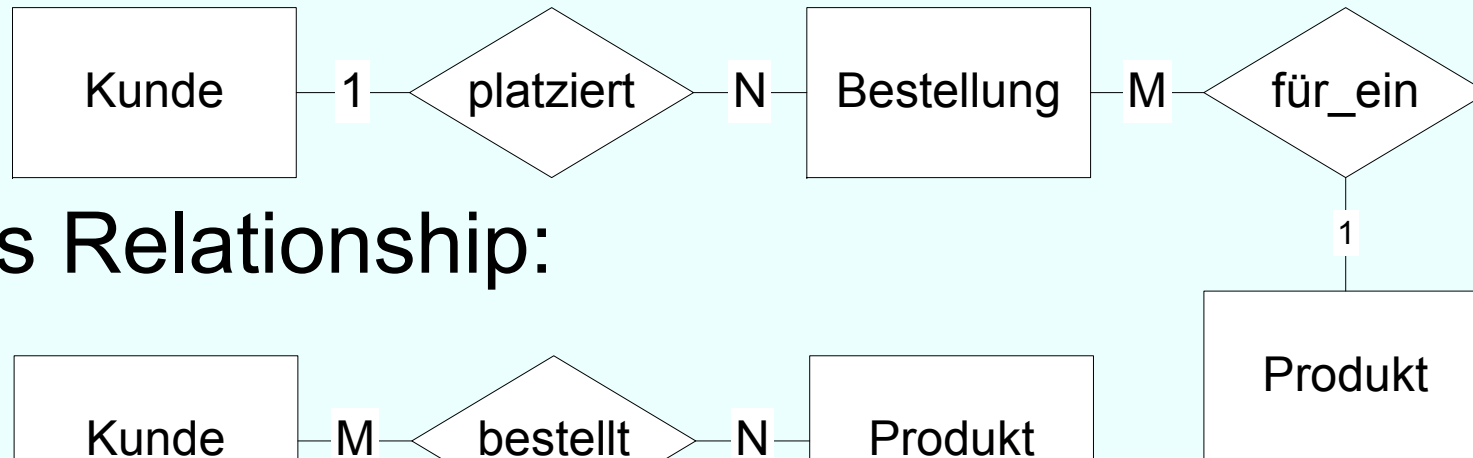 Kunde 1 platziert N Bestellung M für_ein
1
s Relationship:
Produkt
Kunde M bestellt N Produkt